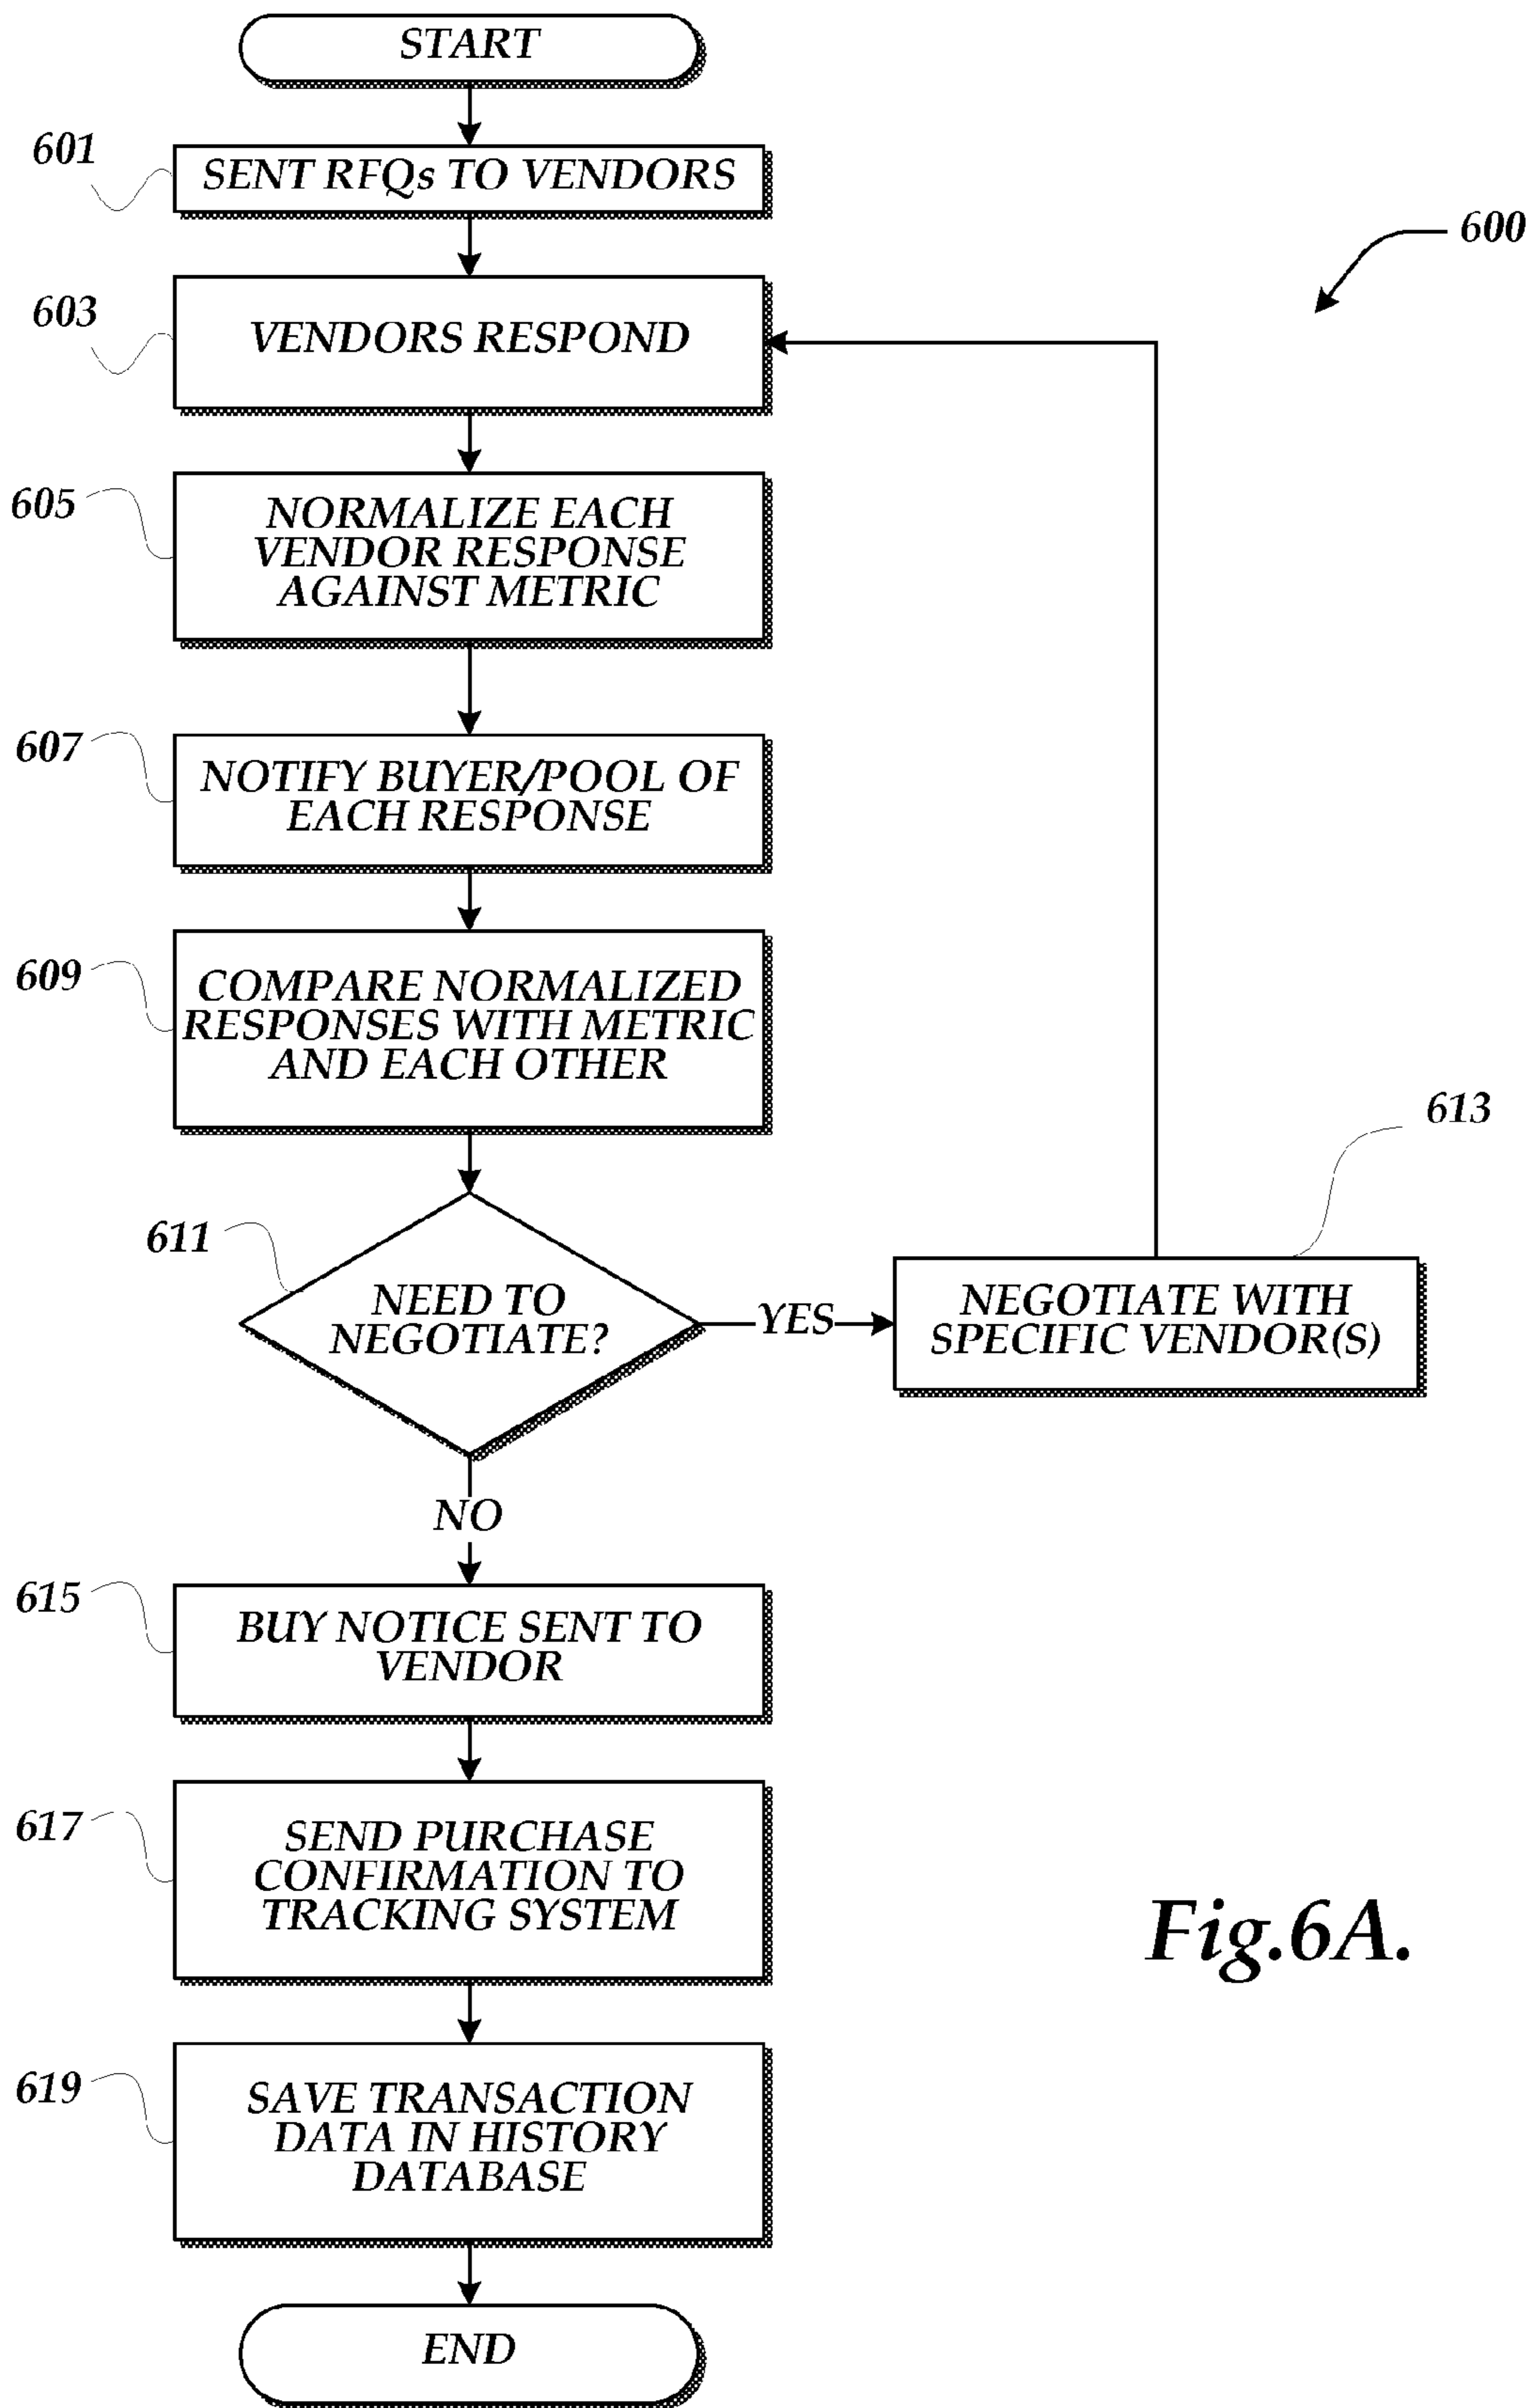 START
601
SENT RFQs TO VENDORS
600
603
VENDORS RESPOND
605
NORMALIZE EACH
VENDOR RESPONSE
AGAINST METRIC
607
NOTIFY BUYER/POOL OF
EACH RESPONSE
609
COMPARE NORMALIZED
RESPONSES WITH METRIC
AND EACH OTHER
611
NEED TO
NEGOTIATE?
YES
613
NEGOTIATE WITH
SPECIFIC VENDOR(S)
NO
615
BUY NOTICE SENT TO
VENDOR
617
SEND PURCHASE
CONFIRMATION TO
TRACKING SYSTEM
Fig.6A.
619
SAVE TRANSACTION
DATA IN HISTORY
DATABASE
END